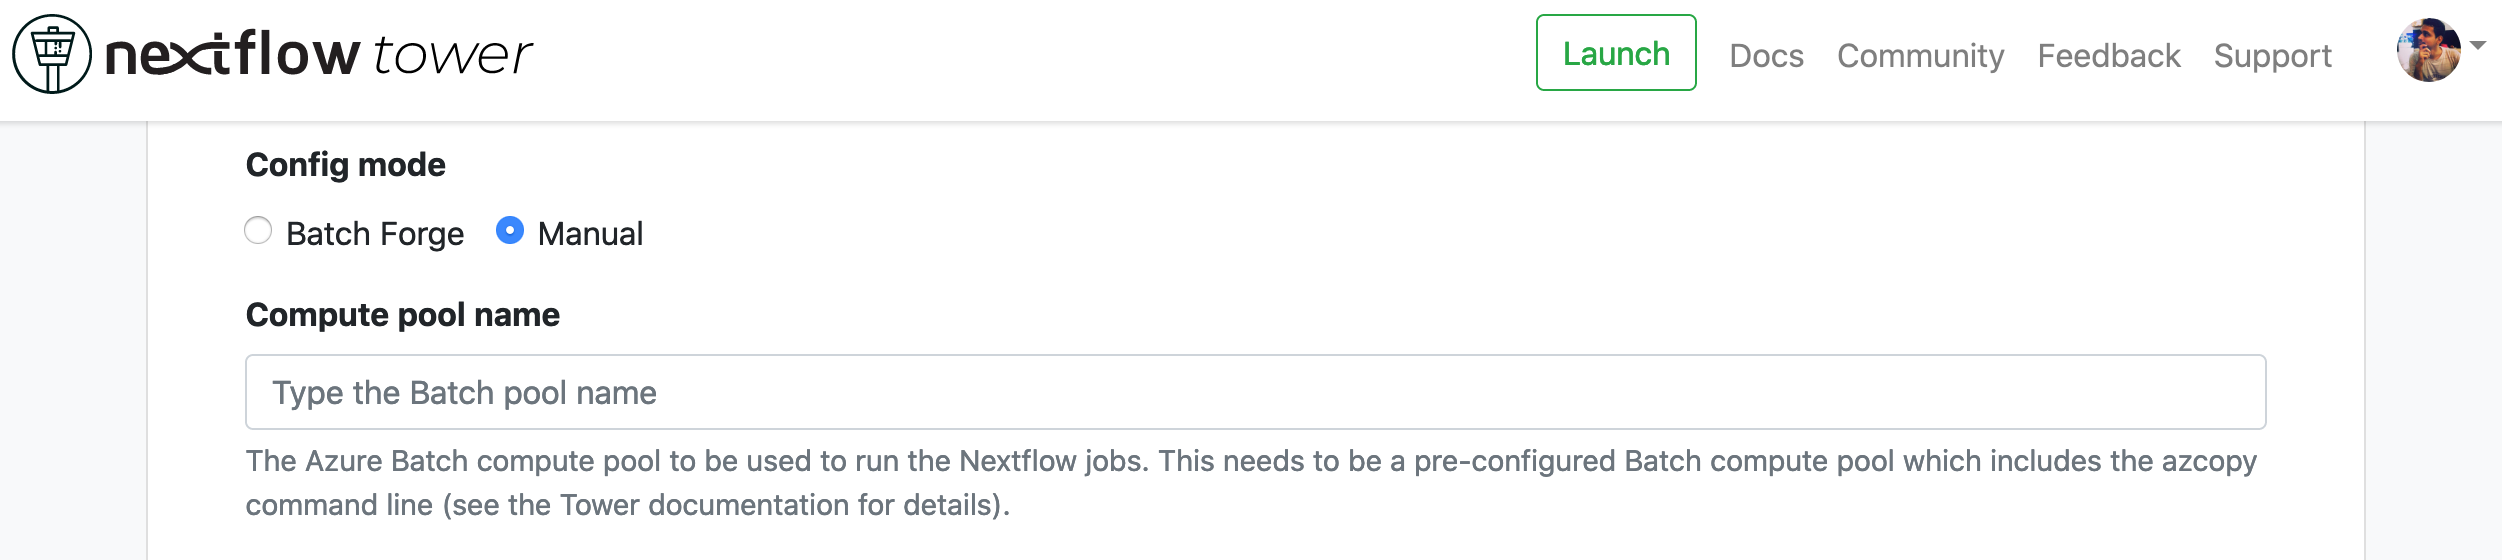 nextflow tower
Launch Docs Community Feedback Support
Config mode
Batch Forge Manual
Compute pool name
Type the Batch pool name
The Azure Batch compute pool to be used to run the Nextflow jobs. This needs to be a pre-configured Batch compute pool which includes the azcopy
command line (see the Tower documentation for details).